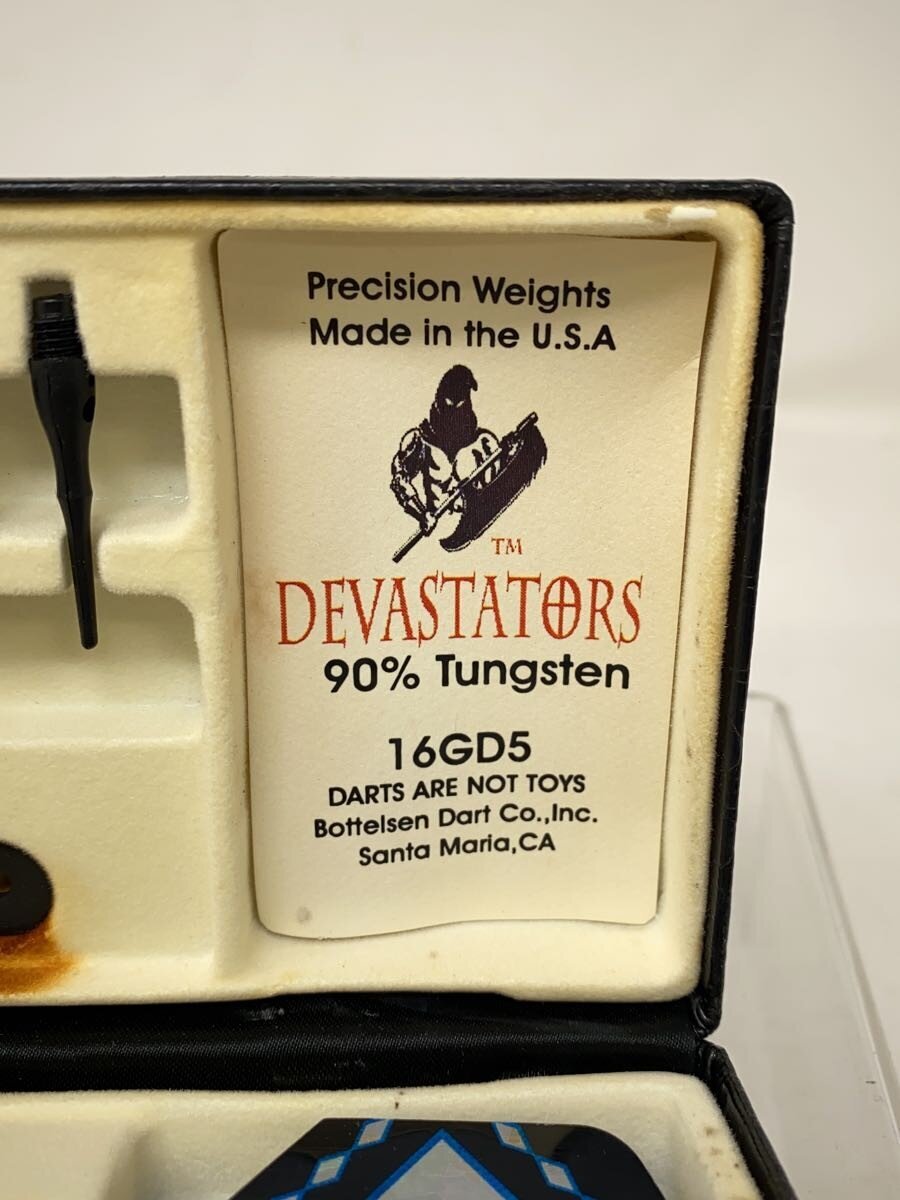 Precision Weights
Made in the U.S.A
TM
DEVASTATORS
90% Tungsten
16GD5
DARTS ARE NOT TOYS
Bottelsen Dart Co.,Inc.
Santa Maria,CA